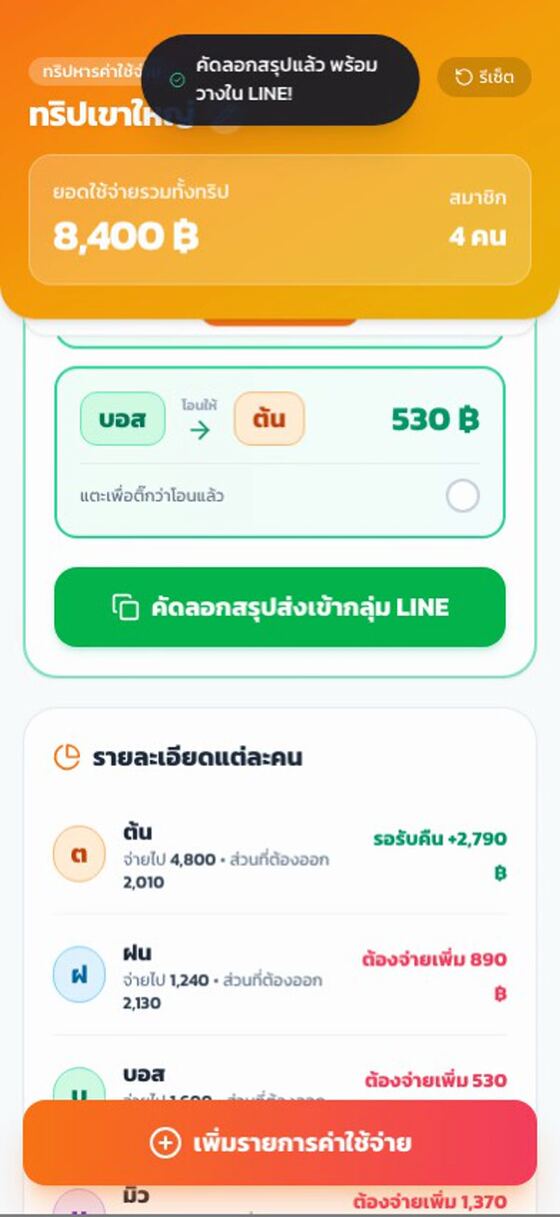 คัดลอกสรุปแล้ว พร้อม
วางใน LINE!
ทริปหารค่าใช้จ่าย
รีเซ็ต
ทริปเขาใหญ่
ยอดใช้จ่ายรวมทั้งทริป
สมาชิก
8,400 ฿
4 คน
บอส
โอนให้
ต้น
530 ฿
แตะเพื่อติ๊กว่าโอนแล้ว
คัดลอกสรุปส่งเข้ากลุ่ม LINE
รายละเอียดแต่ละคน
ต
ต้น
จ่ายไป 4,800 • ส่วนที่ต้องออก
2,010
รอรับคืน +2,790
฿
ฝ
ฝน
จ่ายไป 1,240 • ส่วนที่ต้องออก
2,130
ต้องจ่ายเพิ่ม 890
฿
บอส
ต้องจ่ายเพิ่ม 530
เพิ่มรายการค่าใช้จ่าย
มิว
ต้องจ่ายเพิ่ม 1,370